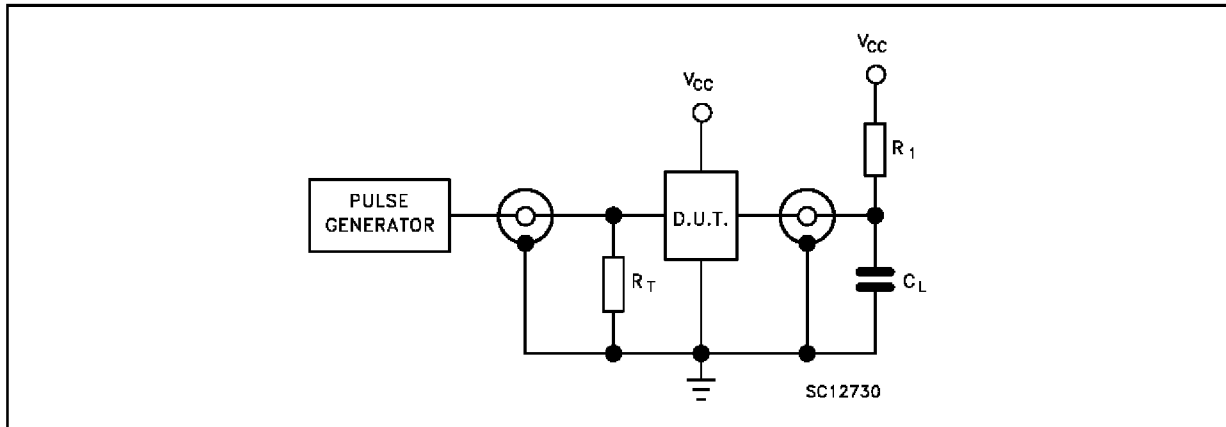 VCC
VCC
R1
PULSE
GENERATOR
D.U.T.
RT
CL
SC12730